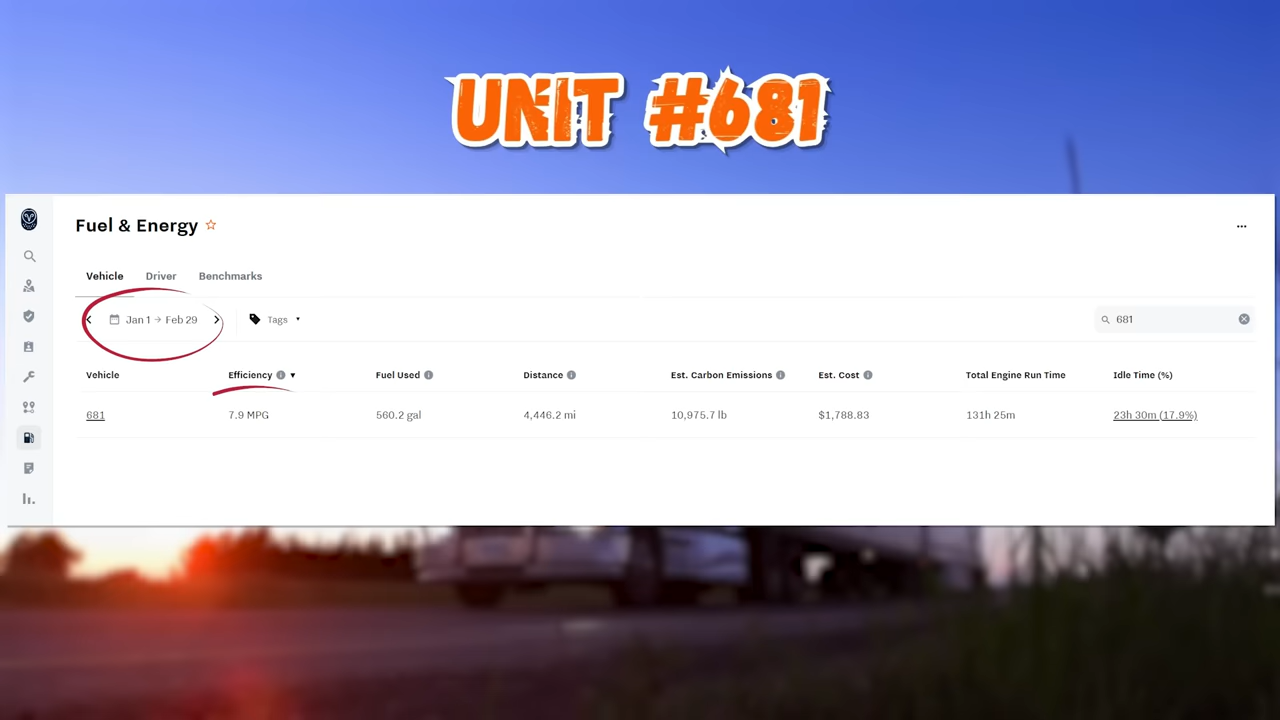 UNIT #681
Fuel & Energy
Vehicle Driver Benchmarks
Jan 1 → Feb 29 Tags 681
Vehicle Efficiency Fuel Used Distance Est. Carbon Emissions Est. Cost Total Engine Run Time Idle Time (%)
681 7.9 MPG 560.2 gal 4,446.2 mi 10,975.7 lb $1,788.83 131h 25m 23h 30m (17.9%)